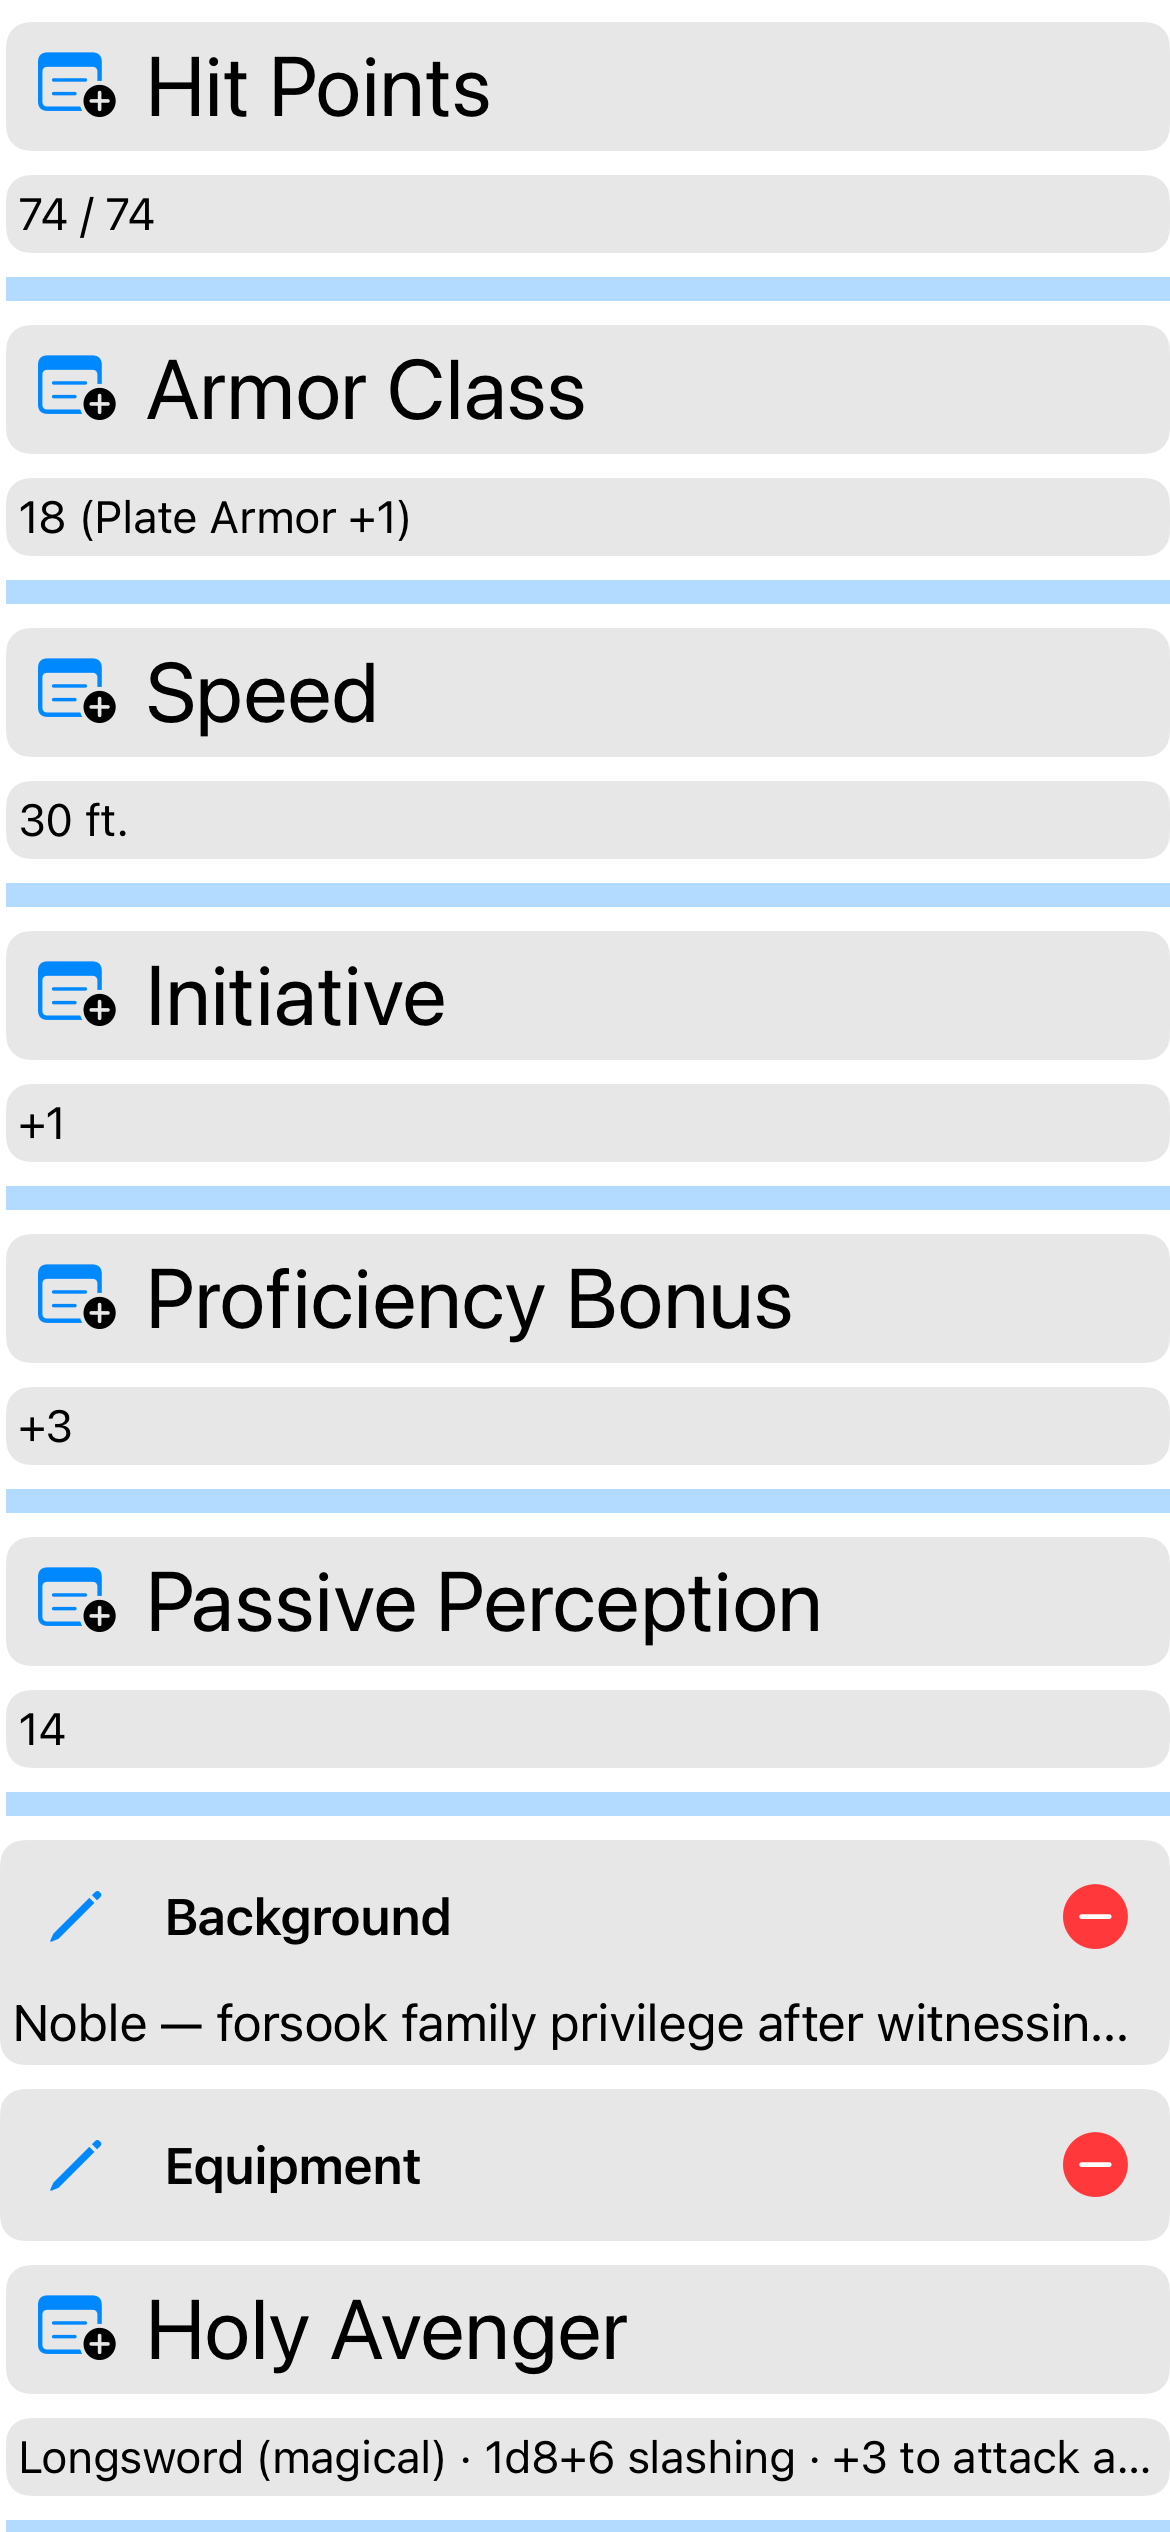 Hit Points
74 / 74
Armor Class
18 (Plate Armor +1)
Speed
30 ft.
Initiative
+1
Proficiency Bonus
+3
Passive Perception
14
Background
Noble — forsook family privilege after witnessin...
Equipment
Holy Avenger
Longsword (magical) · 1d8+6 slashing · +3 to attack a...